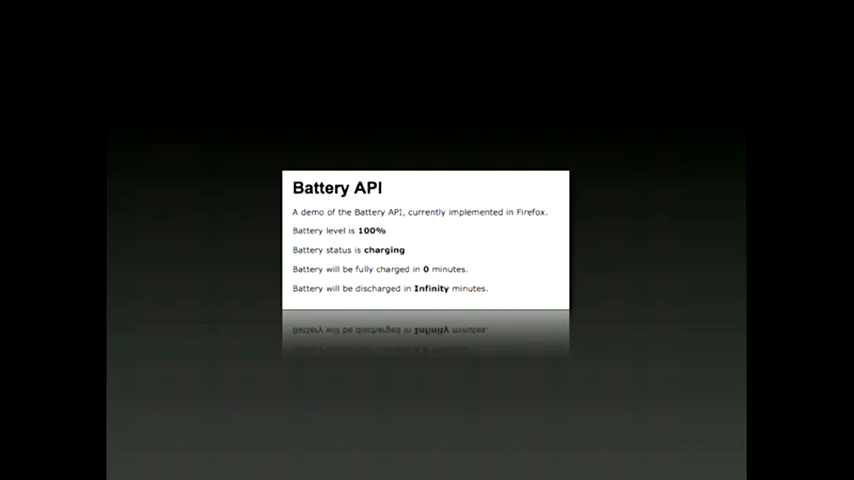 Battery API
A demo of the Battery API, currently implemented in Firefox.
Battery level is 100%
Battery status is charging
Battery will be fully charged in 0 minutes.
Battery will be discharged in Infinity minutes.